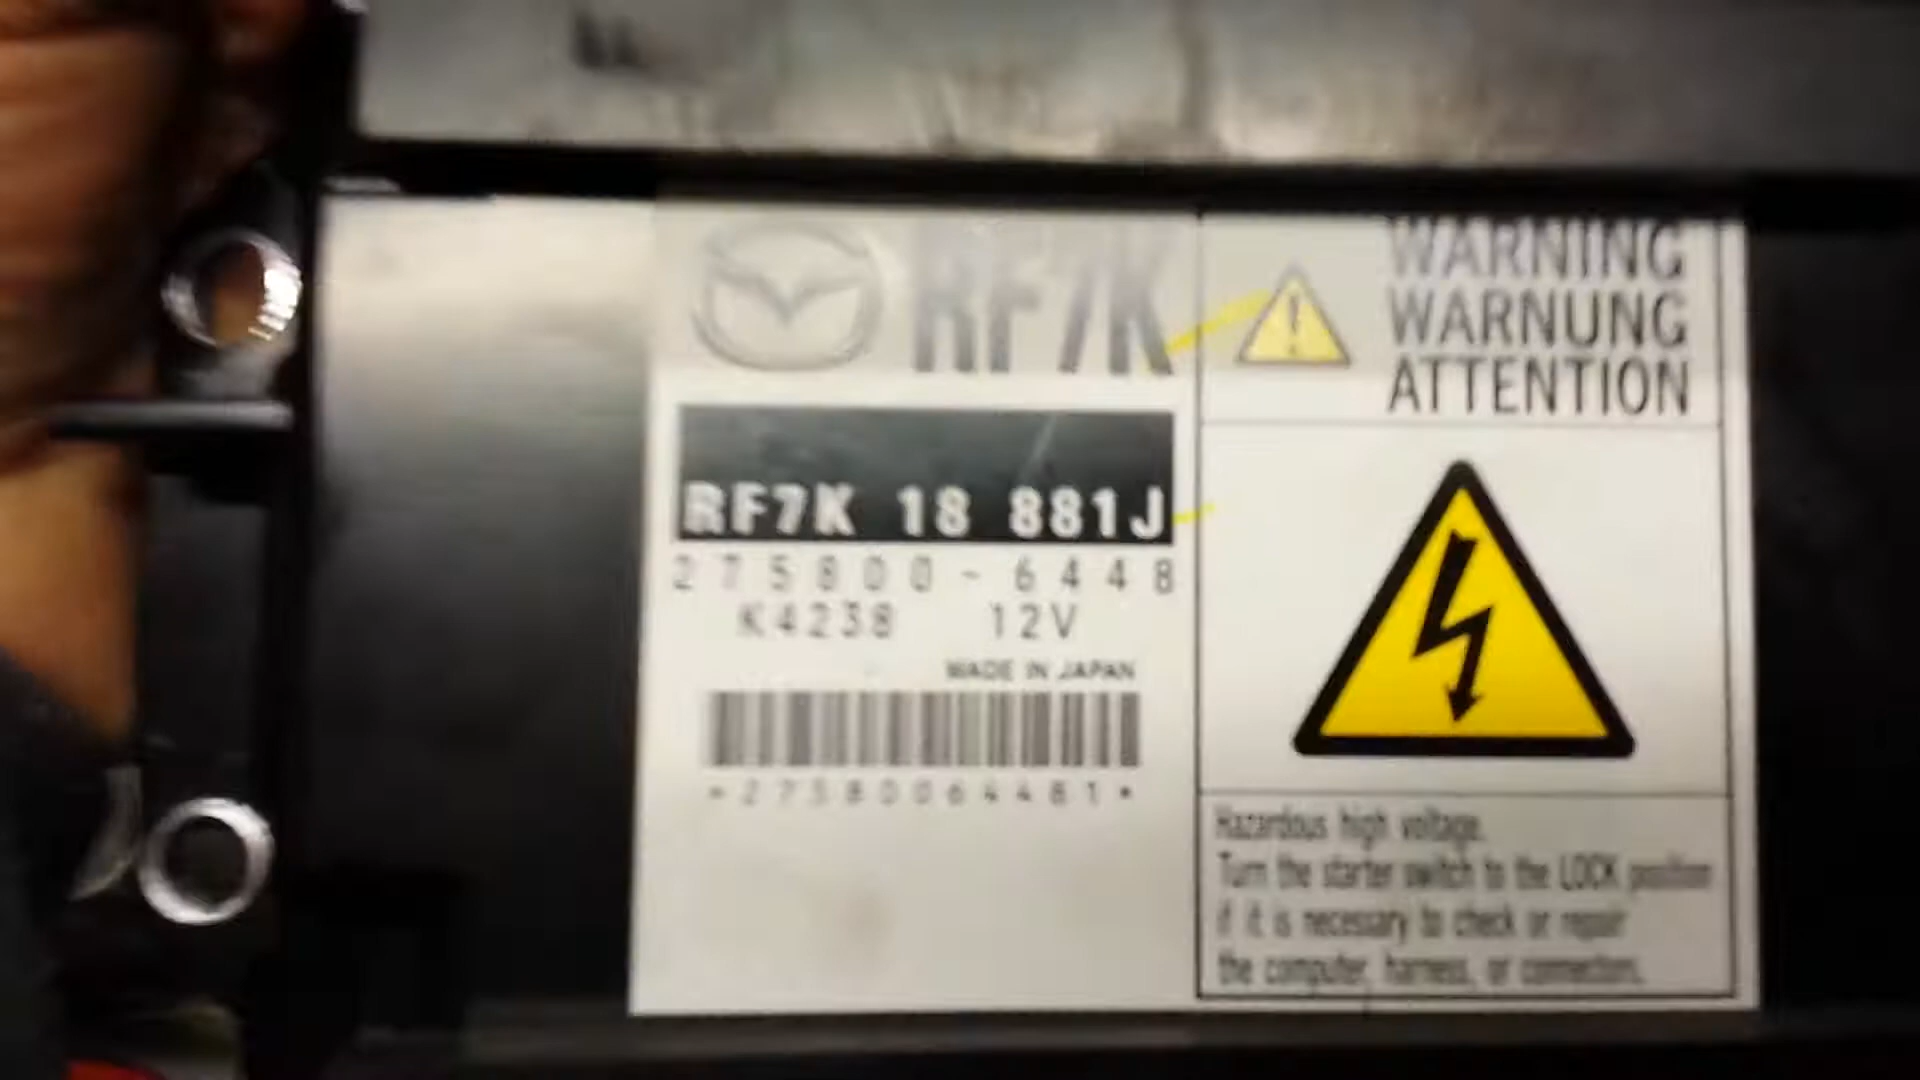 RF7K
RF7K 18 881J
275800-6448
K4238 12V
MADE IN JAPAN
*27580064481*
WARNING
WARNUNG
ATTENTION
Hazardous high voltage.
Turn the starter switch to the LOCK position
if it is necessary to check or repair
the computer, harness, or connectors.